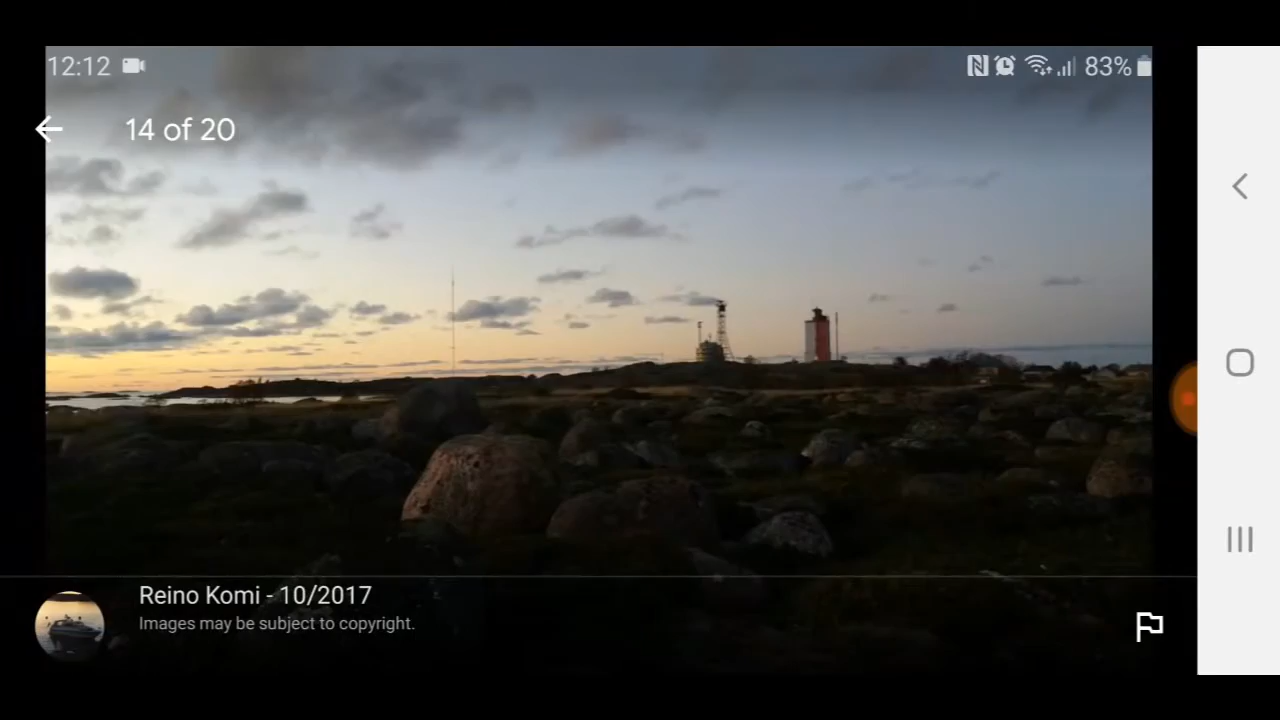 12:12
83%
14 of 20
Reino Komi - 10/2017
Images may be subject to copyright.